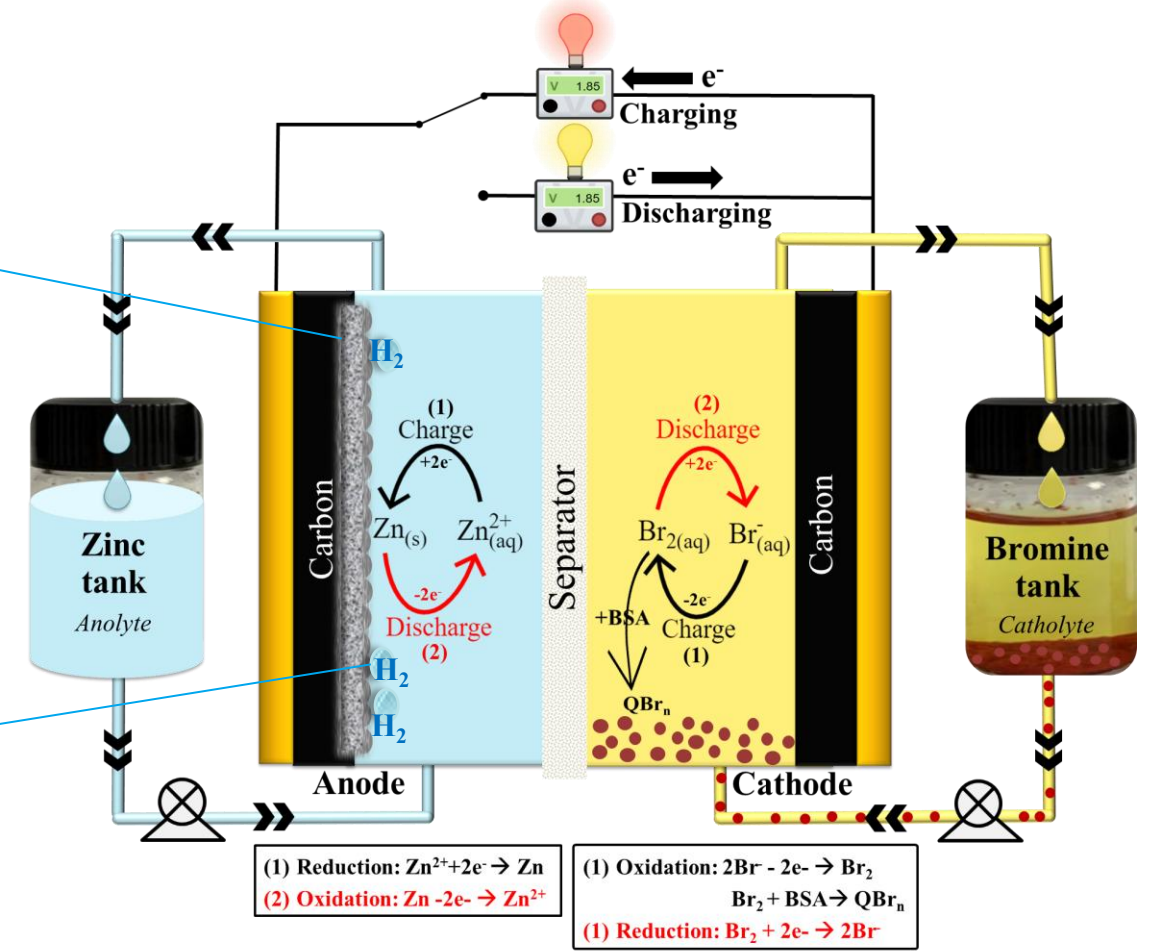 V 1.85
e-
Charging
V 1.85
e-
Discharging
H2
(1)
Charge
+2e-
Zn(s)
Zn2+(aq)
-2e-
Discharge
(2)
H2
H2
Carbon
Separator
(2)
Discharge
+2e-
Br2(aq)
Br-(aq)
-2e-
+BSA
Charge
(1)
QBrn
Carbon
Zinc
tank
Anolyte
Bromine
tank
Catholyte
Anode
Cathode
(1) Reduction: Zn2++2e- → Zn
(2) Oxidation: Zn -2e- → Zn2+
(1) Oxidation: 2Br- - 2e- → Br2
Br2 + BSA→ QBrn
(1) Reduction: Br2 + 2e- → 2Br-